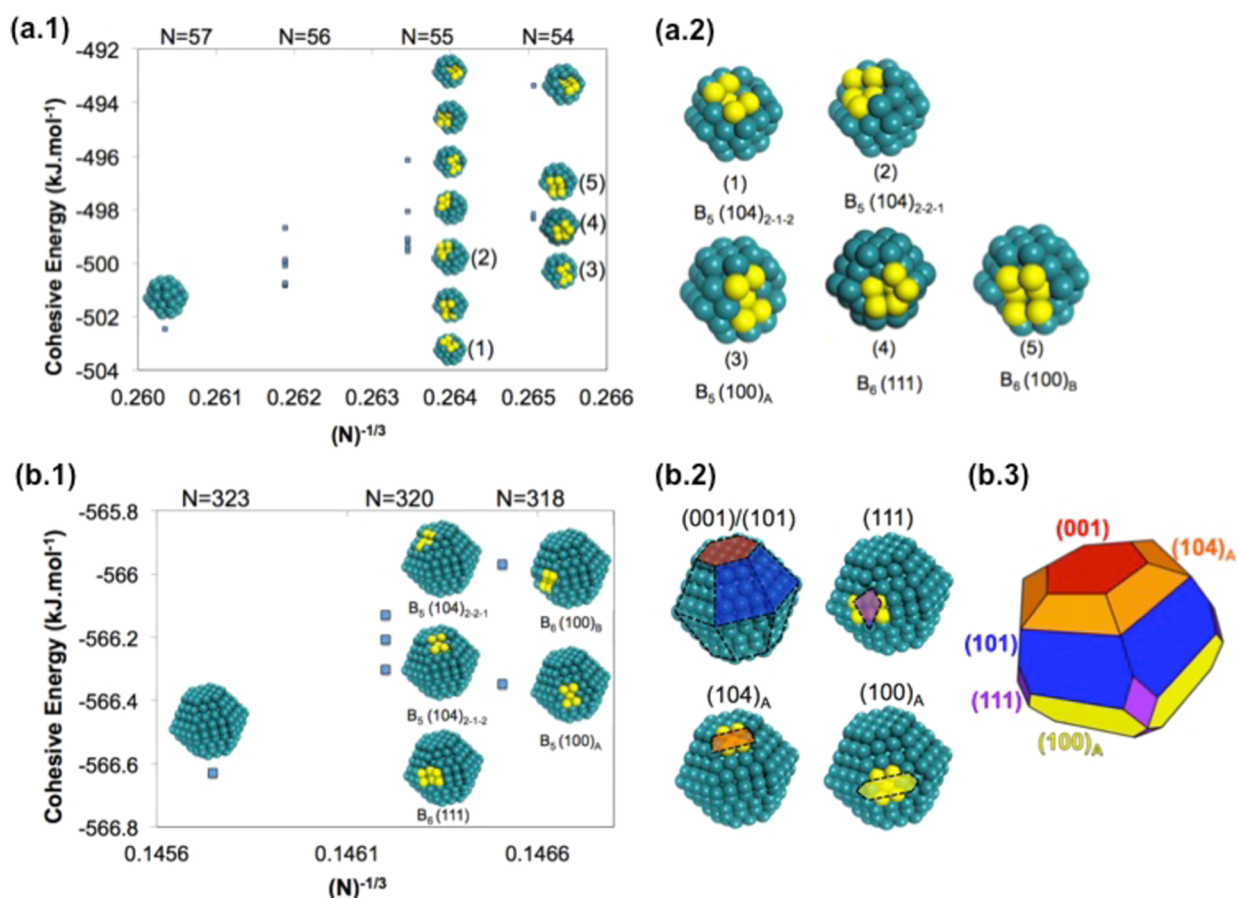 (a.1)
N=57 N=56 N=55 N=54
Cohesive Energy (kJ.mol⁻¹)
-492
-494
-496
-498
-500
-502
-504
(5)
(4)
(2)
(3)
(1)
0.260 0.261 0.262 0.263 0.264 0.265 0.266
(N)⁻¹ᐟ³
(a.2)
(1)
B₅ (104)₂₋₁₋₂
(2)
B₅ (104)₂₋₂₋₁
(3)
B₅ (100)A
(4)
B₆ (111)
(5)
B₆ (100)B
(b.1)
N=323 N=320 N=318
Cohesive Energy (kJ.mol⁻¹)
-565.8
-566
-566.2
-566.4
-566.6
-566.8
B₅ (104)₂₋₂₋₁
B₆ (100)B
B₅ (104)₂₋₁₋₂
B₅ (100)A
B₆ (111)
0.1456 0.1461 0.1466
(N)⁻¹ᐟ³
(b.2)
(001)/(101)
(111)
(104)A
(100)A
(b.3)
(001)
(104)A
(101)
(111)
(100)A